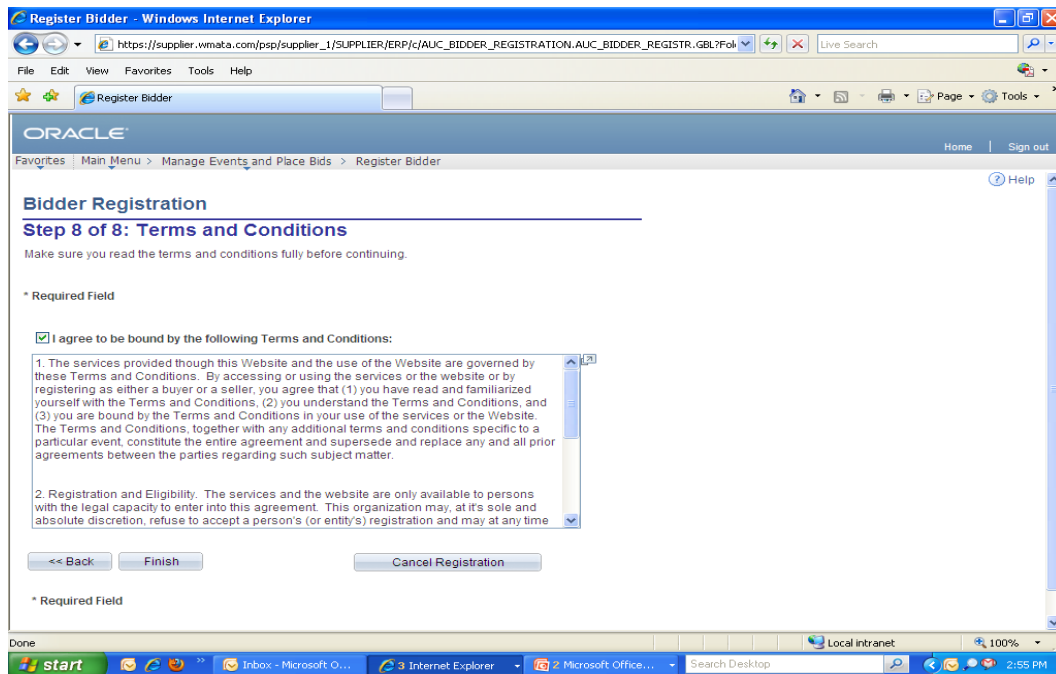 Register Bidder - Windows Internet Explorer
https://supplier.wmata.com/psp/supplier_1/SUPPLIER/ERP/c/AUC_BIDDER_REGISTRATION.AUC_BIDDER_REGISTR.GBL?Fol
Live Search
File Edit View Favorites Tools Help
Register Bidder
Page Tools
ORACLE
Home | Sign out
Favorites Main Menu > Manage Events and Place Bids > Register Bidder
Help
Bidder Registration
Step 8 of 8: Terms and Conditions
Make sure you read the terms and conditions fully before continuing.
* Required Field
I agree to be bound by the following Terms and Conditions:
1. The services provided though this Website and the use of the Website are governed by
these Terms and Conditions. By accessing or using the services or the website or by
registering as either a buyer or a seller, you agree that (1) you have read and familiarized
yourself with the Terms and Conditions, (2) you understand the Terms and Conditions, and
(3) you are bound by the Terms and Conditions in your use of the services or the Website.
The Terms and Conditions, together with any additional terms and conditions specific to a
particular event, constitute the entire agreement and supersede and replace any and all prior
agreements between the parties regarding such subject matter.
2. Registration and Eligibility. The services and the website are only available to persons
with the legal capacity to enter into this agreement. This organization may, at it's sole and
absolute discretion, refuse to accept a person's (or entity's) registration and may at any time
<< Back Finish Cancel Registration
* Required Field
Done Local intranet 100%
start Inbox - Microsoft O... 3 Internet Explorer 2 Microsoft Office... Search Desktop 2:55 PM